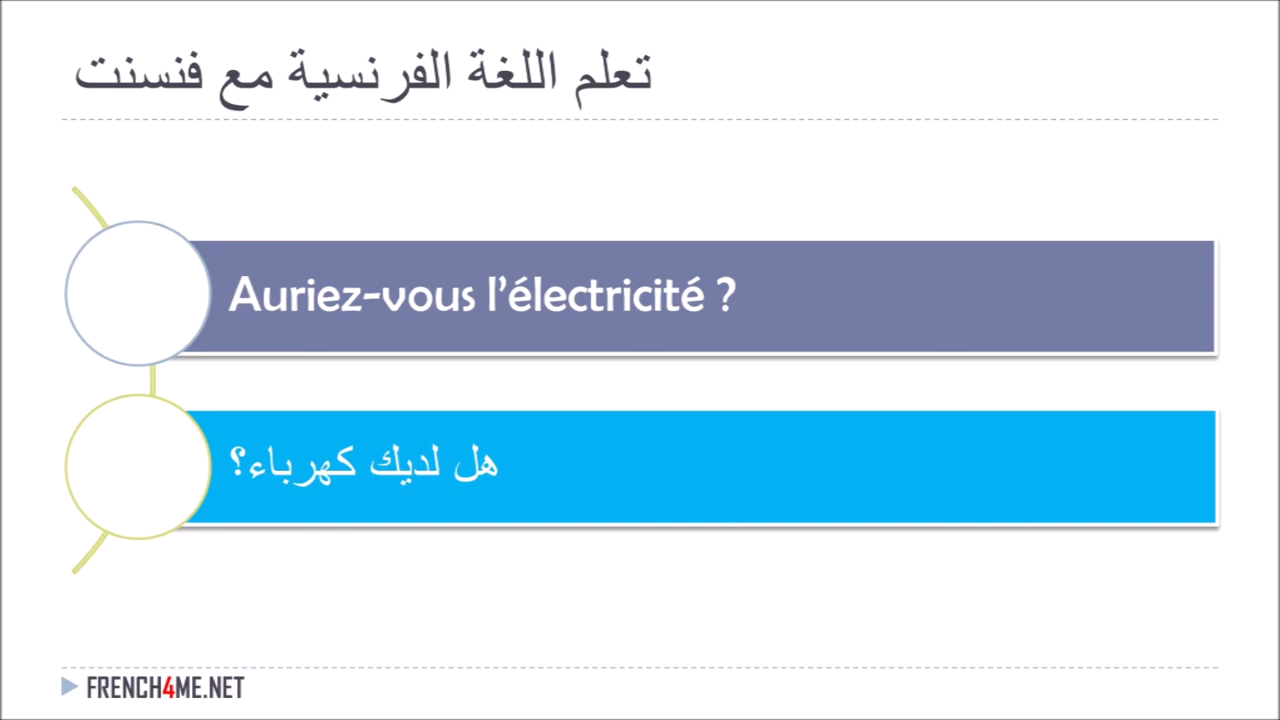 تعلم اللغة الفرنسية مع فنسنت
Auriez-vous l’électricité ?
هل لديك كهرباء؟
FRENCH4ME.NET